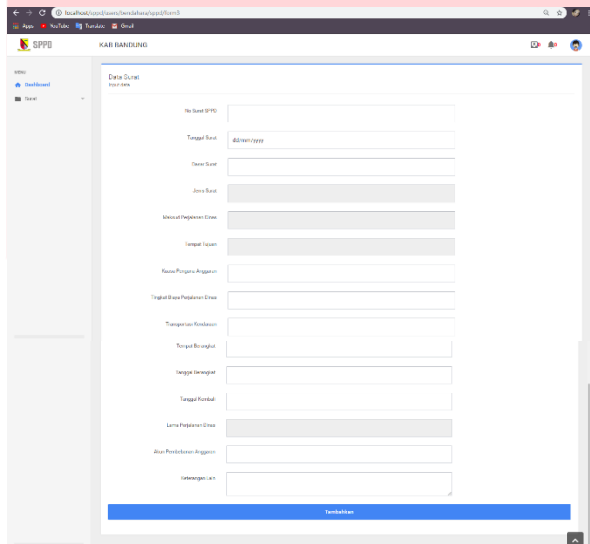 localhost/sppd/users/bendahara/sppd/form3
Apps YouTube Translate Gmail
SPPD KAB BANDUNG
MENU
Dashboard
Surat
Data Surat
Input data
No Surat SPPD
Tanggal Surat
dd/mm/yyyy
Dasar Surat
Jenis Surat
Maksud Perjalanan Dinas
Tempat Tujuan
Kuasa Pengguna Anggaran
Tingkat Biaya Perjalanan Dinas
Transportasi Kendaraan
Tempat Berangkat
Tanggal Berangkat
Tanggal Kembali
Lama Perjalanan Dinas
Akun Pembebanan Anggaran
Keterangan Lain
Tambahkan